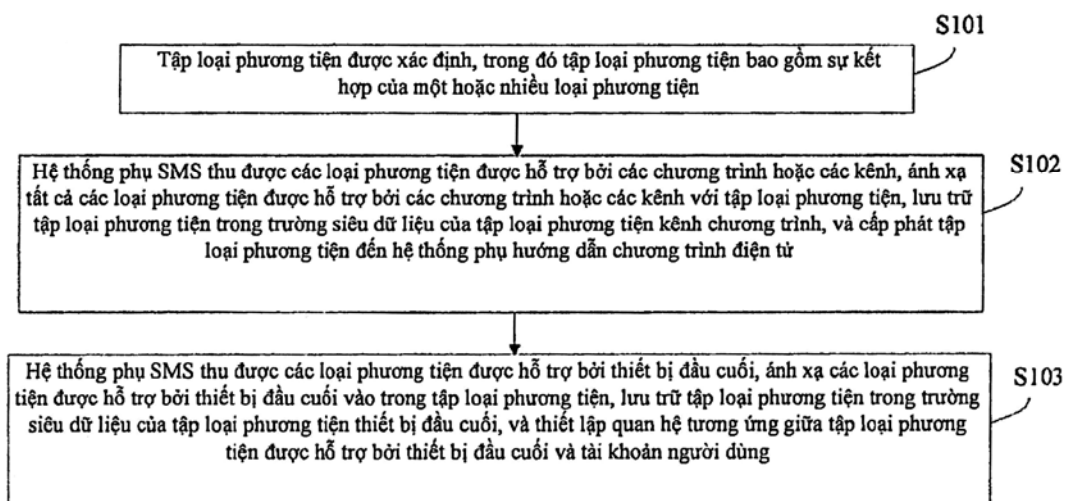 S101
Tập loại phương tiện được xác định, trong đó tập loại phương tiện bao gồm sự kết
hợp của một hoặc nhiều loại phương tiện
Hệ thống phụ SMS thu được các loại phương tiện được hỗ trợ bởi các chương trình hoặc các kênh, ánh xạ
tất cả các loại phương tiện được hỗ trợ bởi các chương trình hoặc các kênh với tập loại phương tiện, lưu trữ
tập loại phương tiện trong trường siêu dữ liệu của tập loại phương tiện kênh chương trình, và cấp phát tập
loại phương tiện đến hệ thống phụ hướng dẫn chương trình điện tử
S102
Hệ thống phụ SMS thu được các loại phương tiện được hỗ trợ bởi thiết bị đầu cuối, ánh xạ các loại phương
tiện được hỗ trợ bởi thiết bị đầu cuối vào trong tập loại phương tiện, lưu trữ tập loại phương tiện trong trường
siêu dữ liệu của tập loại phương tiện thiết bị đầu cuối, và thiết lập quan hệ tương ứng giữa tập loại phương
tiện được hỗ trợ bởi thiết bị đầu cuối và tài khoản người dùng
S103